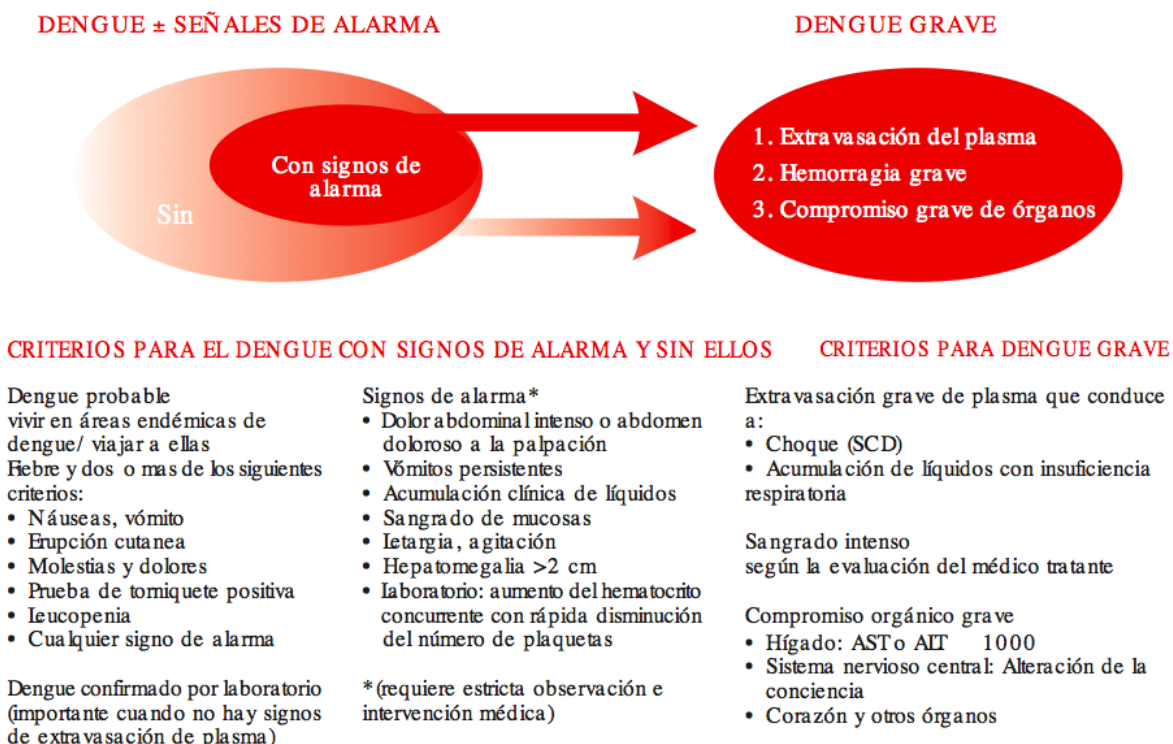 DENGUE ± SEÑALES DE ALARMA
DENGUE GRAVE
Con signos de
alarma
Sin
1. Extravasación del plasma
2. Hemorragia grave
3. Compromiso grave de órganos
CRITERIOS PARA EL DENGUE CON SIGNOS DE ALARMA Y SIN ELLOS
Dengue probable
vivir en áreas endémicas de
dengue/ viajar a ellas
Fiebre y dos o mas de los siguientes
criterios:
• Náuseas, vómito
• Erupción cutanea
• Molestias y dolores
• Prueba de torniquete positiva
• Leucopenia
• Cualquier signo de alarma
Dengue confirmado por laboratorio
(importante cuando no hay signos
de extravasación de plasma)
Signos de alarma*
• Dolor abdominal intenso o abdomen
doloroso a la palpación
• Vómitos persistentes
• Acumulación clínica de líquidos
• Sangrado de mucosas
• Letargia, agitación
• Hepatomegalia >2 cm
• Laboratorio: aumento del hematocrito
concurrente con rápida disminución
del número de plaquetas
*(requiere estricta observación e
intervención médica)
CRITERIOS PARA DENGUE GRAVE
Extravasación grave de plasma que conduce
a:
• Choque (SCD)
• Acumulación de líquidos con insuficiencia
respiratoria
Sangrado intenso
según la evaluación del médico tratante
Compromiso orgánico grave
• Hígado: AST o ALT 1000
• Sistema nervioso central: Alteración de la
conciencia
• Corazón y otros órganos